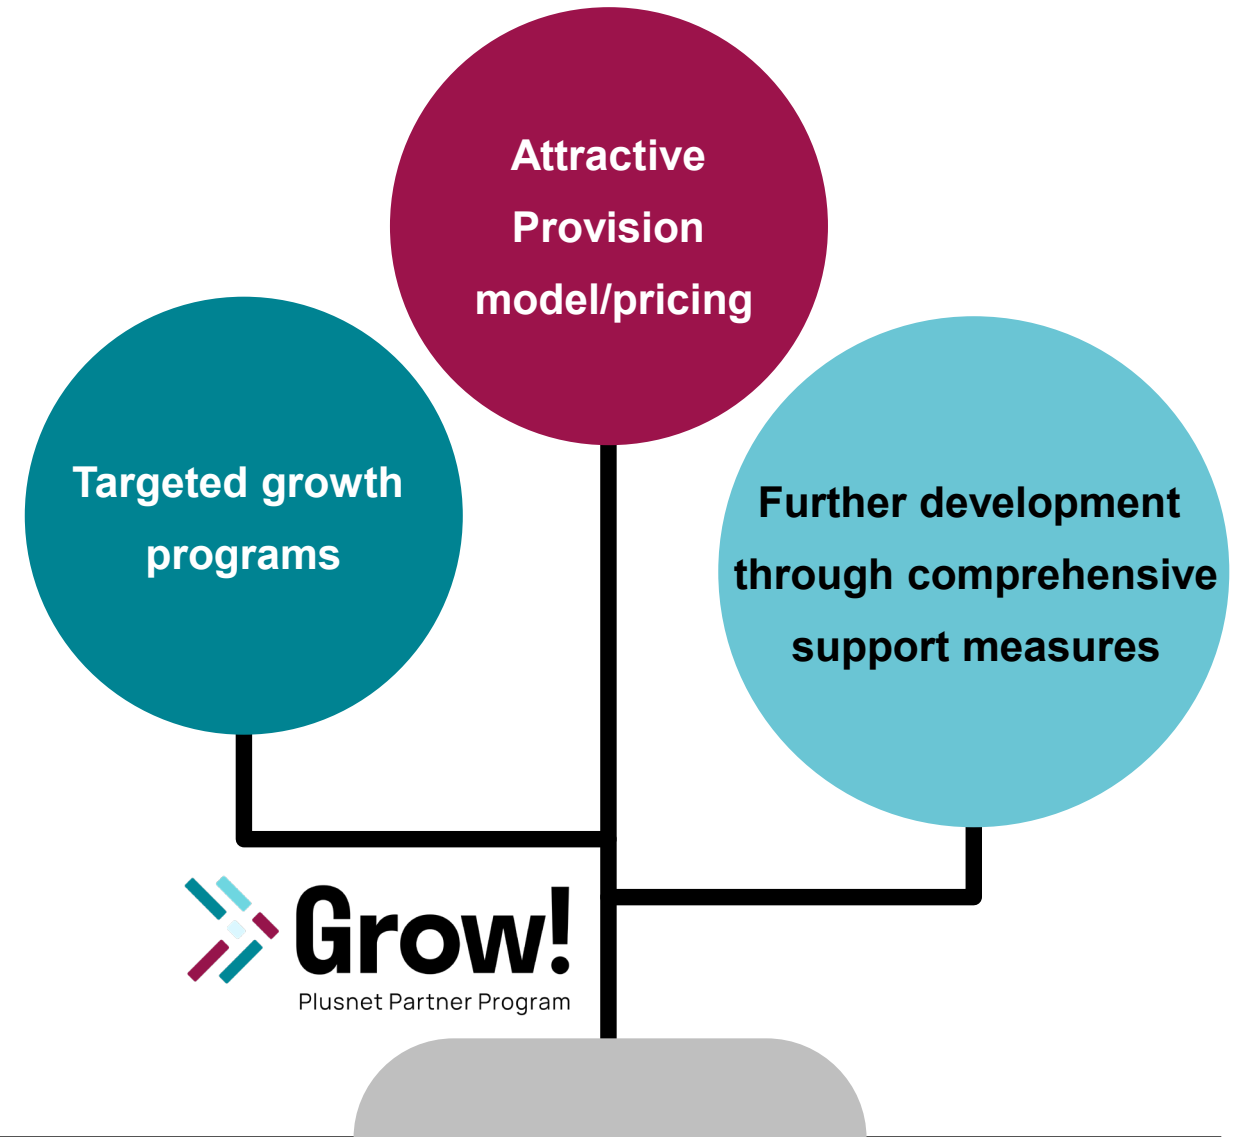 Attractive
Provision
model/pricing
Targeted growth
programs
Further development
through comprehensive
support measures
Grow!
Plusnet Partner Program